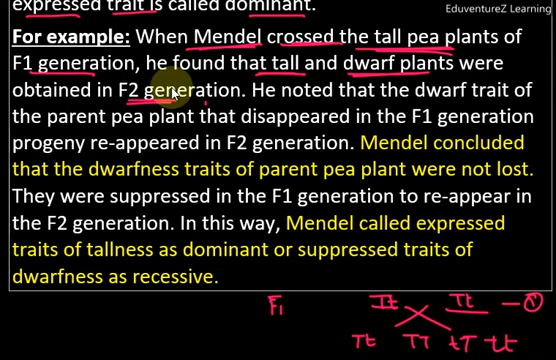 expressed trait is called dominant.
EduventureZ Learning
For example: When Mendel crossed the tall pea plants of
F1 generation, he found that tall and dwarf plants were
obtained in F2 generation. He noted that the dwarf trait of
the parent pea plant that disappeared in the F1 generation
progeny re-appeared in F2 generation. Mendel concluded
that the dwarfness traits of parent pea plant were not lost.
They were suppressed in the F1 generation to re-appear in
the F2 generation. In this way, Mendel called expressed
traits of tallness as dominant or suppressed traits of
dwarfness as recessive.
F1 Tt Tt
Tt TT tT tt